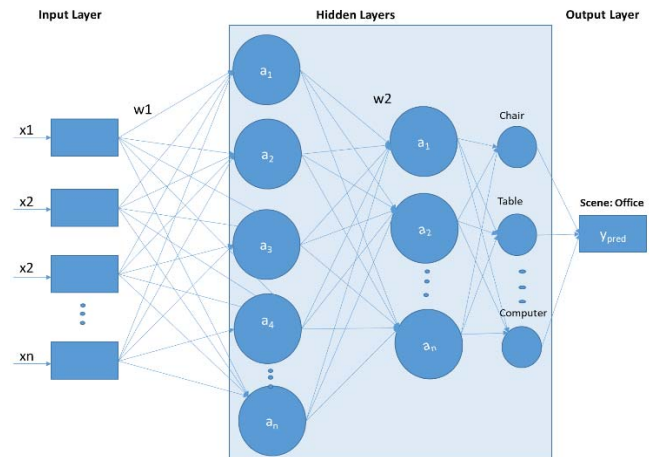 Input Layer
Hidden Layers
Output Layer
w1
w2
x1
x2
x2
xn
a1
a2
a3
a4
an
a1
a2
an
Chair
Table
Computer
Scene: Office
ypred